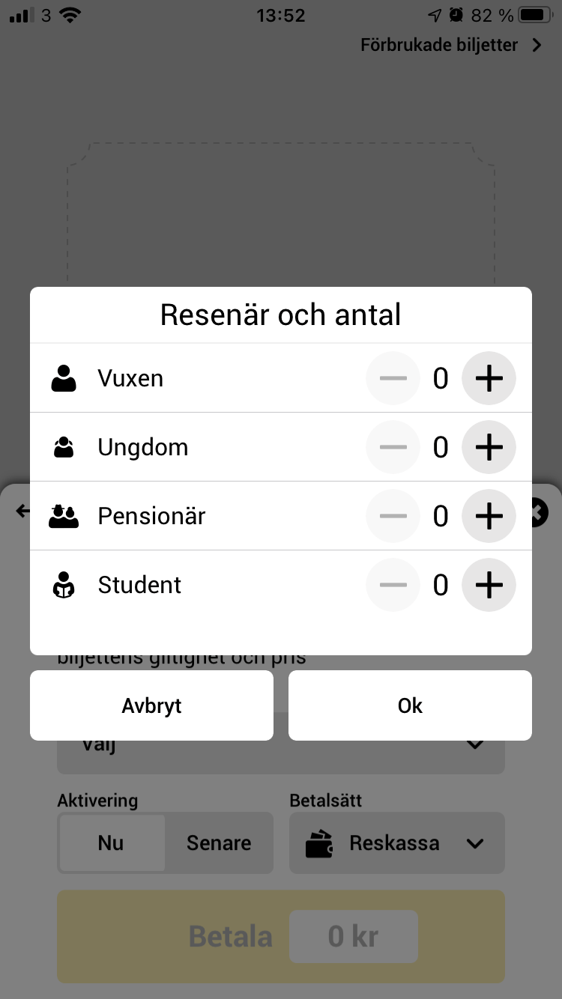 3 13:52 82 %
Förbrukade biljetter
Resenär och antal
Vuxen 0
Ungdom 0
Pensionär 0
Student 0
biljettens giltighet och pris
Avbryt Ok
Välj
Aktivering Betalsätt
Nu Senare Reskassa
Betala 0 kr